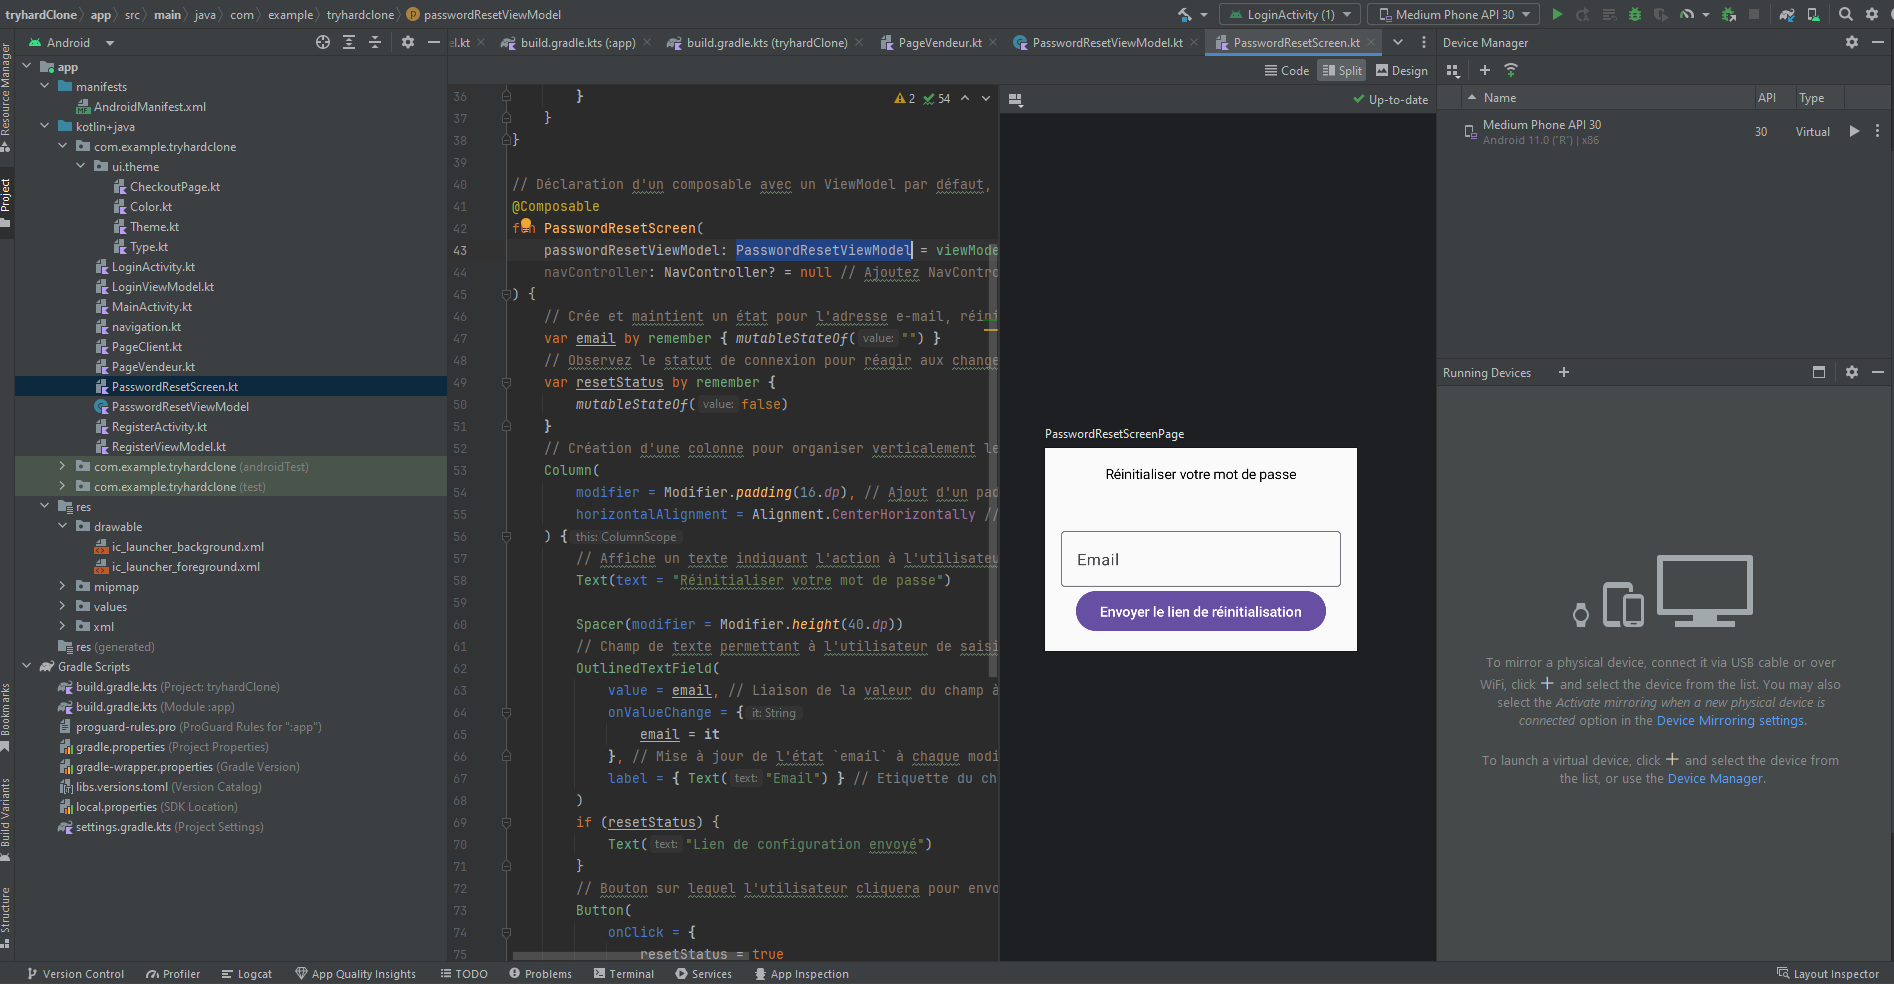 tryhardClone
app
src
main
java
com
example
tryhardclone
passwordResetViewModel
LoginActivity (1)
Medium Phone API 30
Android
el.kt
build.gradle.kts (:app)
build.gradle.kts (tryhardClone)
PageVendeur.kt
PasswordResetViewModel.kt
PasswordResetScreen.kt
Device Manager
Code
Split
Design
Resource Manager
Project
Bookmarks
Build Variants
Structure
app
manifests
AndroidManifest.xml
kotlin+java
com.example.tryhardclone
ui.theme
CheckoutPage.kt
Color.kt
Theme.kt
Type.kt
LoginActivity.kt
LoginViewModel.kt
MainActivity.kt
navigation.kt
PageClient.kt
PageVendeur.kt
PasswordResetScreen.kt
PasswordResetViewModel
RegisterActivity.kt
RegisterViewModel.kt
com.example.tryhardclone (androidTest)
com.example.tryhardclone (test)
res
drawable
ic_launcher_background.xml
ic_launcher_foreground.xml
mipmap
values
xml
res (generated)
Gradle Scripts
build.gradle.kts (Project: tryhardClone)
build.gradle.kts (Module :app)
proguard-rules.pro (ProGuard Rules for ":app")
gradle.properties (Project Properties)
gradle-wrapper.properties (Gradle Version)
libs.versions.toml (Version Catalog)
local.properties (SDK Location)
settings.gradle.kts (Project Settings)
2 54
36 }
37 }
38 }
39
40 // Déclaration d'un composable avec un ViewModel par défaut,
41 @Composable
42 fun PasswordResetScreen(
43 passwordResetViewModel: PasswordResetViewModel = viewMode
44 navController: NavController? = null // Ajoutez NavContro
45 ) {
46 // Crée et maintient un état pour l'adresse e-mail, réini
47 var email by remember { mutableStateOf( value: "") }
48 // Observez le statut de connexion pour réagir aux change
49 var resetStatus by remember {
50 mutableStateOf( value: false)
51 }
52 // Création d'une colonne pour organiser verticalement le
53 Column(
54 modifier = Modifier.padding(16.dp), // Ajout d'un pad
55 horizontalAlignment = Alignment.CenterHorizontally //
56 ) { this: ColumnScope
57 // Affiche un texte indiquant l'action à l'utilisateu
58 Text(text = "Réinitialiser votre mot de passe")
59
60 Spacer(modifier = Modifier.height(40.dp))
61 // Champ de texte permettant à l'utilisateur de saisi
62 OutlinedTextField(
63 value = email, // Liaison de la valeur du champ à
64 onValueChange = { it: String
65 email = it
66 }, // Mise à jour de l'état `email` à chaque modi
67 label = { Text( text: "Email") } // Etiquette du ch
68 )
69 if (resetStatus) {
70 Text( text: "Lien de configuration envoyé")
71 }
72 // Bouton sur lequel l'utilisateur cliquera pour envo
73 Button(
74 onClick = {
75 resetStatus = true
Up-to-date
PasswordResetScreenPage
Réinitialiser votre mot de passe
Email
Envoyer le lien de réinitialisation
Name API Type
Medium Phone API 30 30 Virtual
Android 11.0 ("R") | x86
Running Devices
To mirror a physical device, connect it via USB cable or over
WiFi, click + and select the device from the list. You may also
select the Activate mirroring when a new physical device is
connected option in the Device Mirroring settings.
To launch a virtual device, click + and select the device from
the list, or use the Device Manager.
Version Control
Profiler
Logcat
App Quality Insights
TODO
Problems
Terminal
Services
App Inspection
Layout Inspector